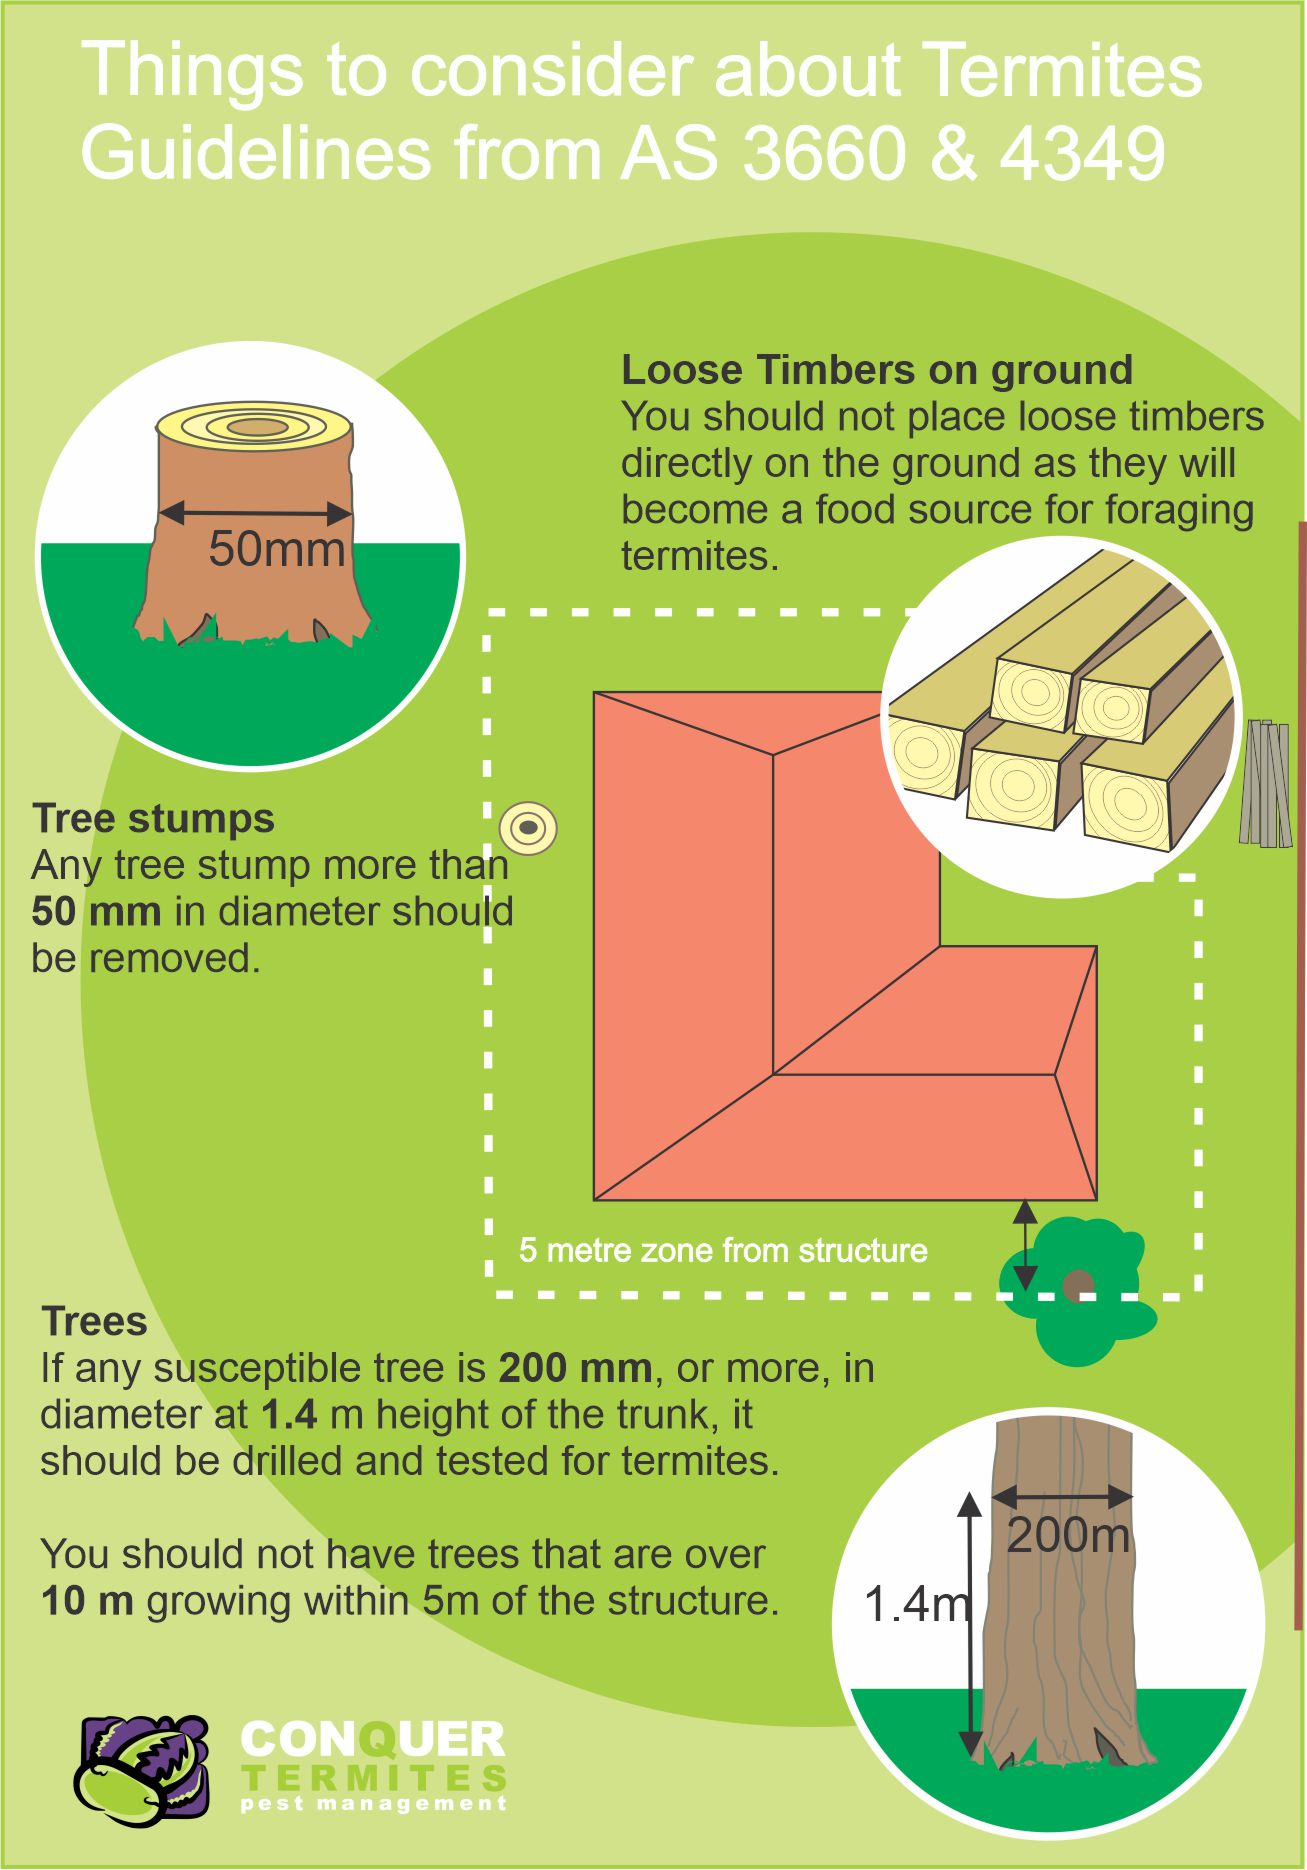 Things to consider about Termites
Guidelines from AS 3660 & 4349
Loose Timbers on ground
You should not place loose timbers
directly on the ground as they will
become a food source for foraging
termites.
50mm
Tree stumps
Any tree stump more than
50 mm in diameter should
be removed.
5 metre zone from structure
Trees
If any susceptible tree is 200 mm, or more, in
diameter at 1.4 m height of the trunk, it
should be drilled and tested for termites.
You should not have trees that are over
10 m growing within 5m of the structure.
200m
1.4m
CONQUER
TERMITES
pest management